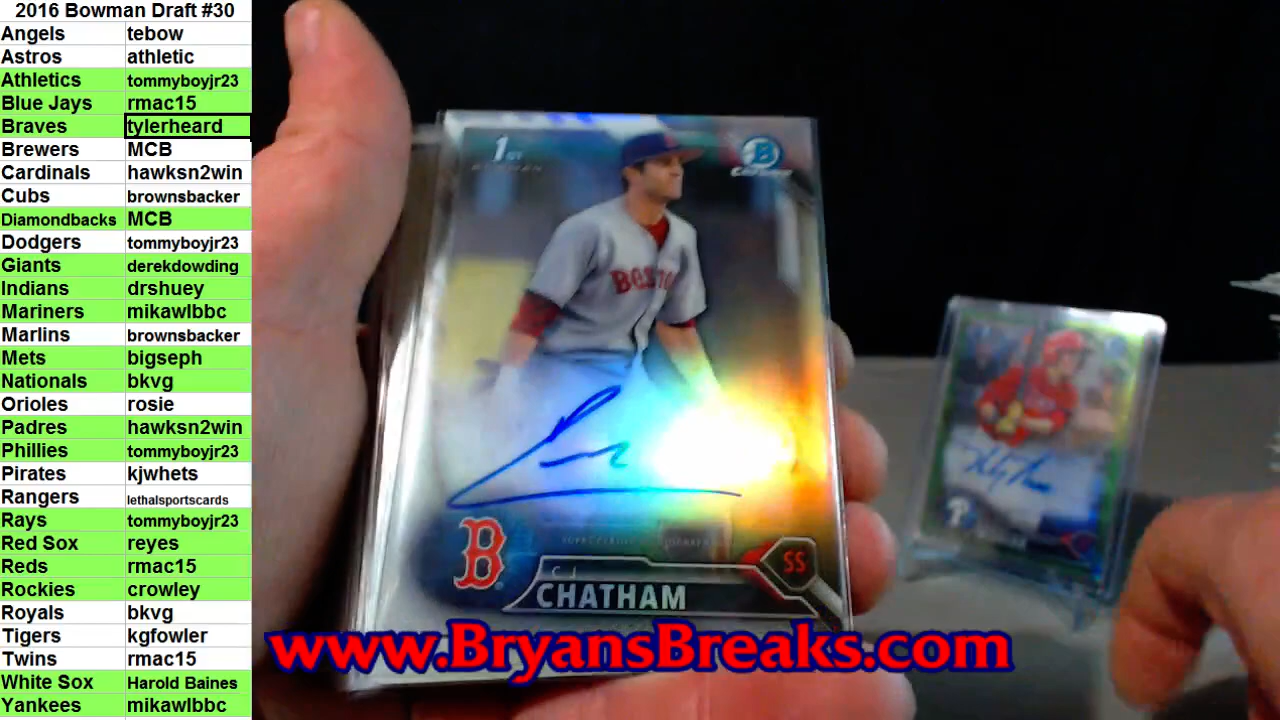 2016 Bowman Draft #30
Angels tebow
Astros athletic
Athletics tommyboyjr23
Blue Jays rmac15
Braves tylerheard
Brewers MCB
Cardinals hawksn2win
Cubs brownsbacker
Diamondbacks MCB
Dodgers tommyboyjr23
Giants derekdowding
Indians drshuey
Mariners mikawlbbc
Marlins brownsbacker
Mets bigseph
Nationals bkvg
Orioles rosie
Padres hawksn2win
Phillies tommyboyjr23
Pirates kjwhets
Rangers lethalsportscards
Rays tommyboyjr23
Red Sox reyes
Reds rmac15
Rockies crowley
Royals bkvg
Tigers kgfowler
Twins rmac15
White Sox Harold Baines
Yankees mikawlbbc
1ST
BOWMAN
B
CHROME
BOSTON
B
SS
C J
CHATHAM
P
www.BryansBreaks.com